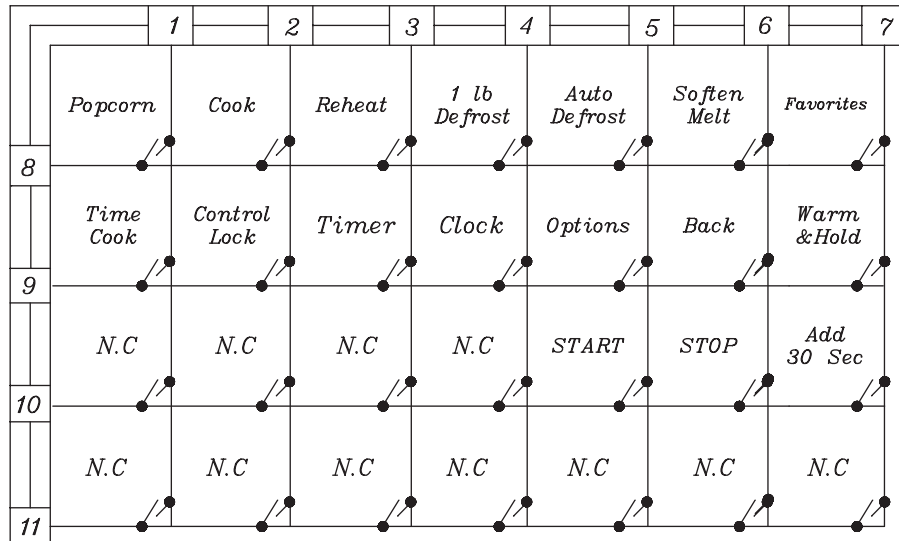 1 2 3 4 5 6 7
Popcorn Cook Reheat 1 lb Defrost Auto Defrost Soften Melt Favorites
8
Time Cook Control Lock Timer Clock Options Back Warm &Hold
9
N.C N.C N.C N.C START STOP Add 30 Sec
10
N.C N.C N.C N.C N.C N.C N.C
11